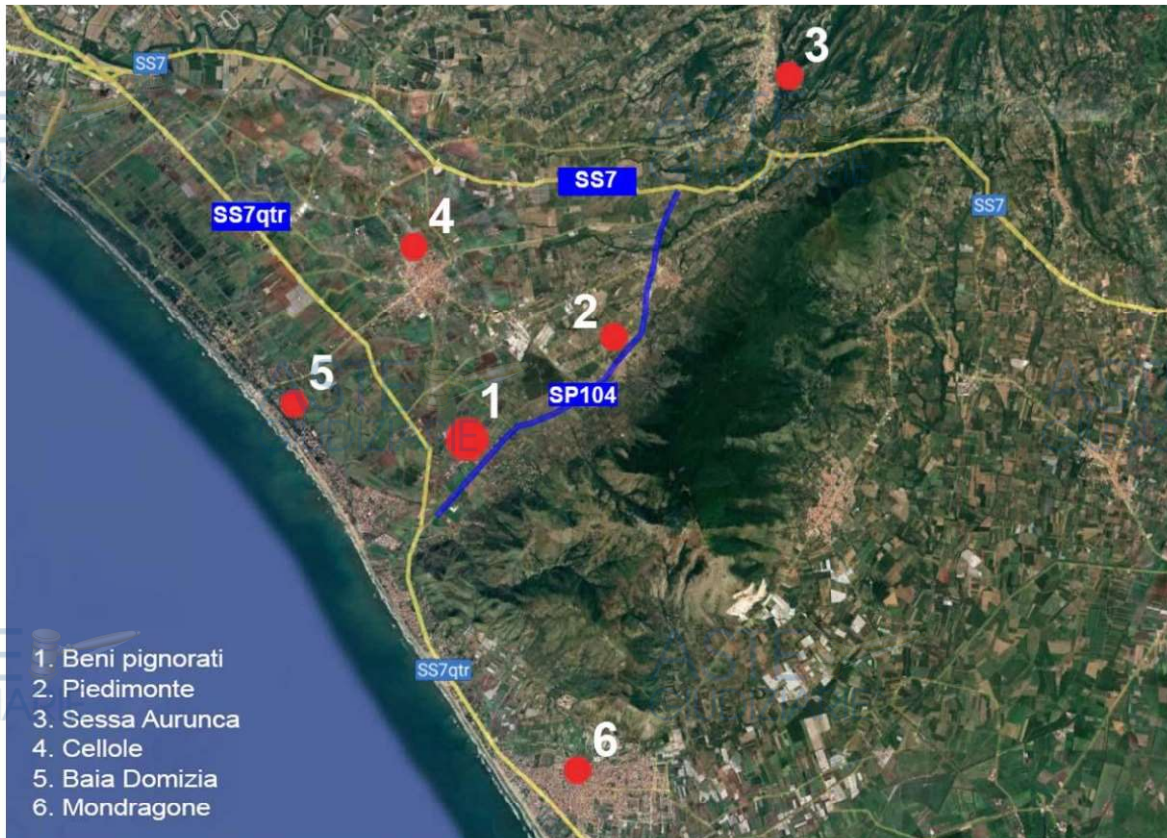 SS7
3
SS7
SS7
SS7qtr
4
2
5
SP104
1
SS7qtr
6
1. Beni pignorati
2. Piedimonte
3. Sessa Aurunca
4. Cellole
5. Baia Domizia
6. Mondragone